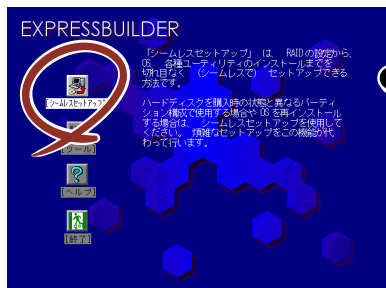 EXPRESSBUILDER
「シームレスセットアップ」 は、 RAIDの設定から、
OS、 各種ユーティリティのインストールまでを
切れ目なく (シームレスで) セットアップできる
方法です。
ハードディスクを購入時の状態と異なるパーティ
ション構成で使用する場合や OS を再インストール
する場合は、 シームレスセットアップを使用して
ください。 煩雑なセットアップをこの機能が代
わって行います。
[シームレスセットアップ]
[ツール]
[ヘルプ]
[終了]